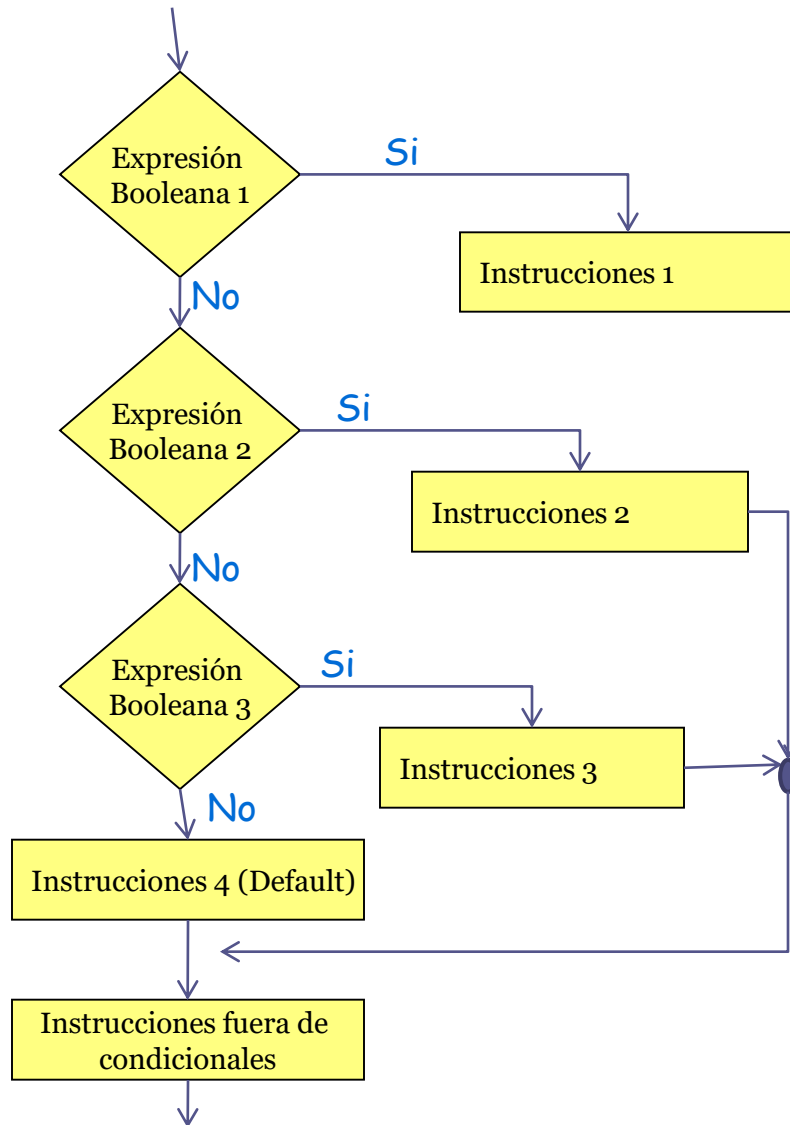 Expresión
Booleana 1
Si
Instrucciones 1
No
Expresión
Booleana 2
Si
Instrucciones 2
No
Expresión
Booleana 3
Si
Instrucciones 3
No
Instrucciones 4 (Default)
Instrucciones fuera de
condicionales